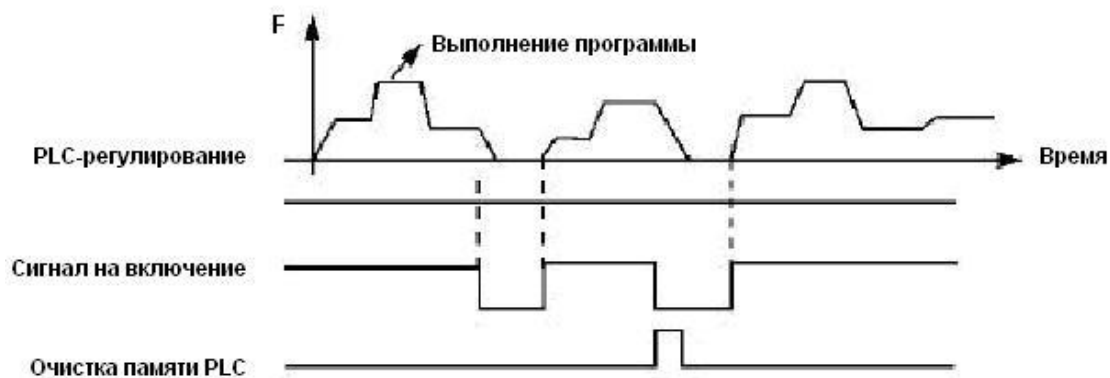 F
Выполнение программы
PLC-регулирование
Время
Сигнал на включение
Очистка памяти PLC